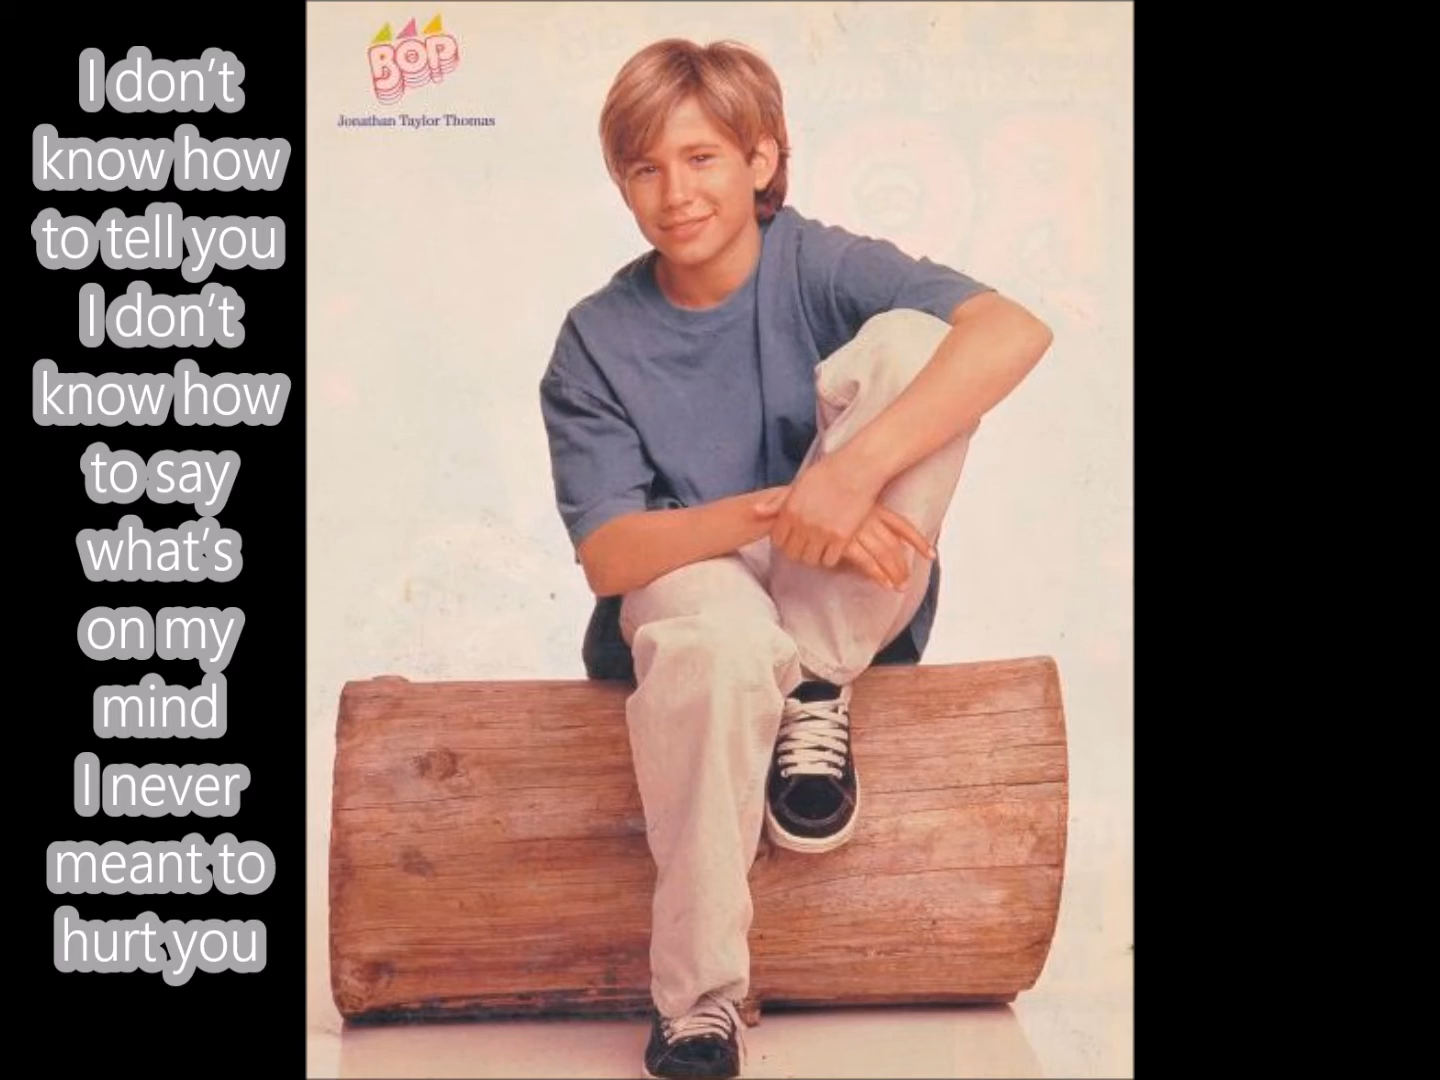 I don't
know how
to tell you
I don't
know how
to say
what's
on my
mind
I never
meant to
hurt you
BOP
Jonathan Taylor Thomas